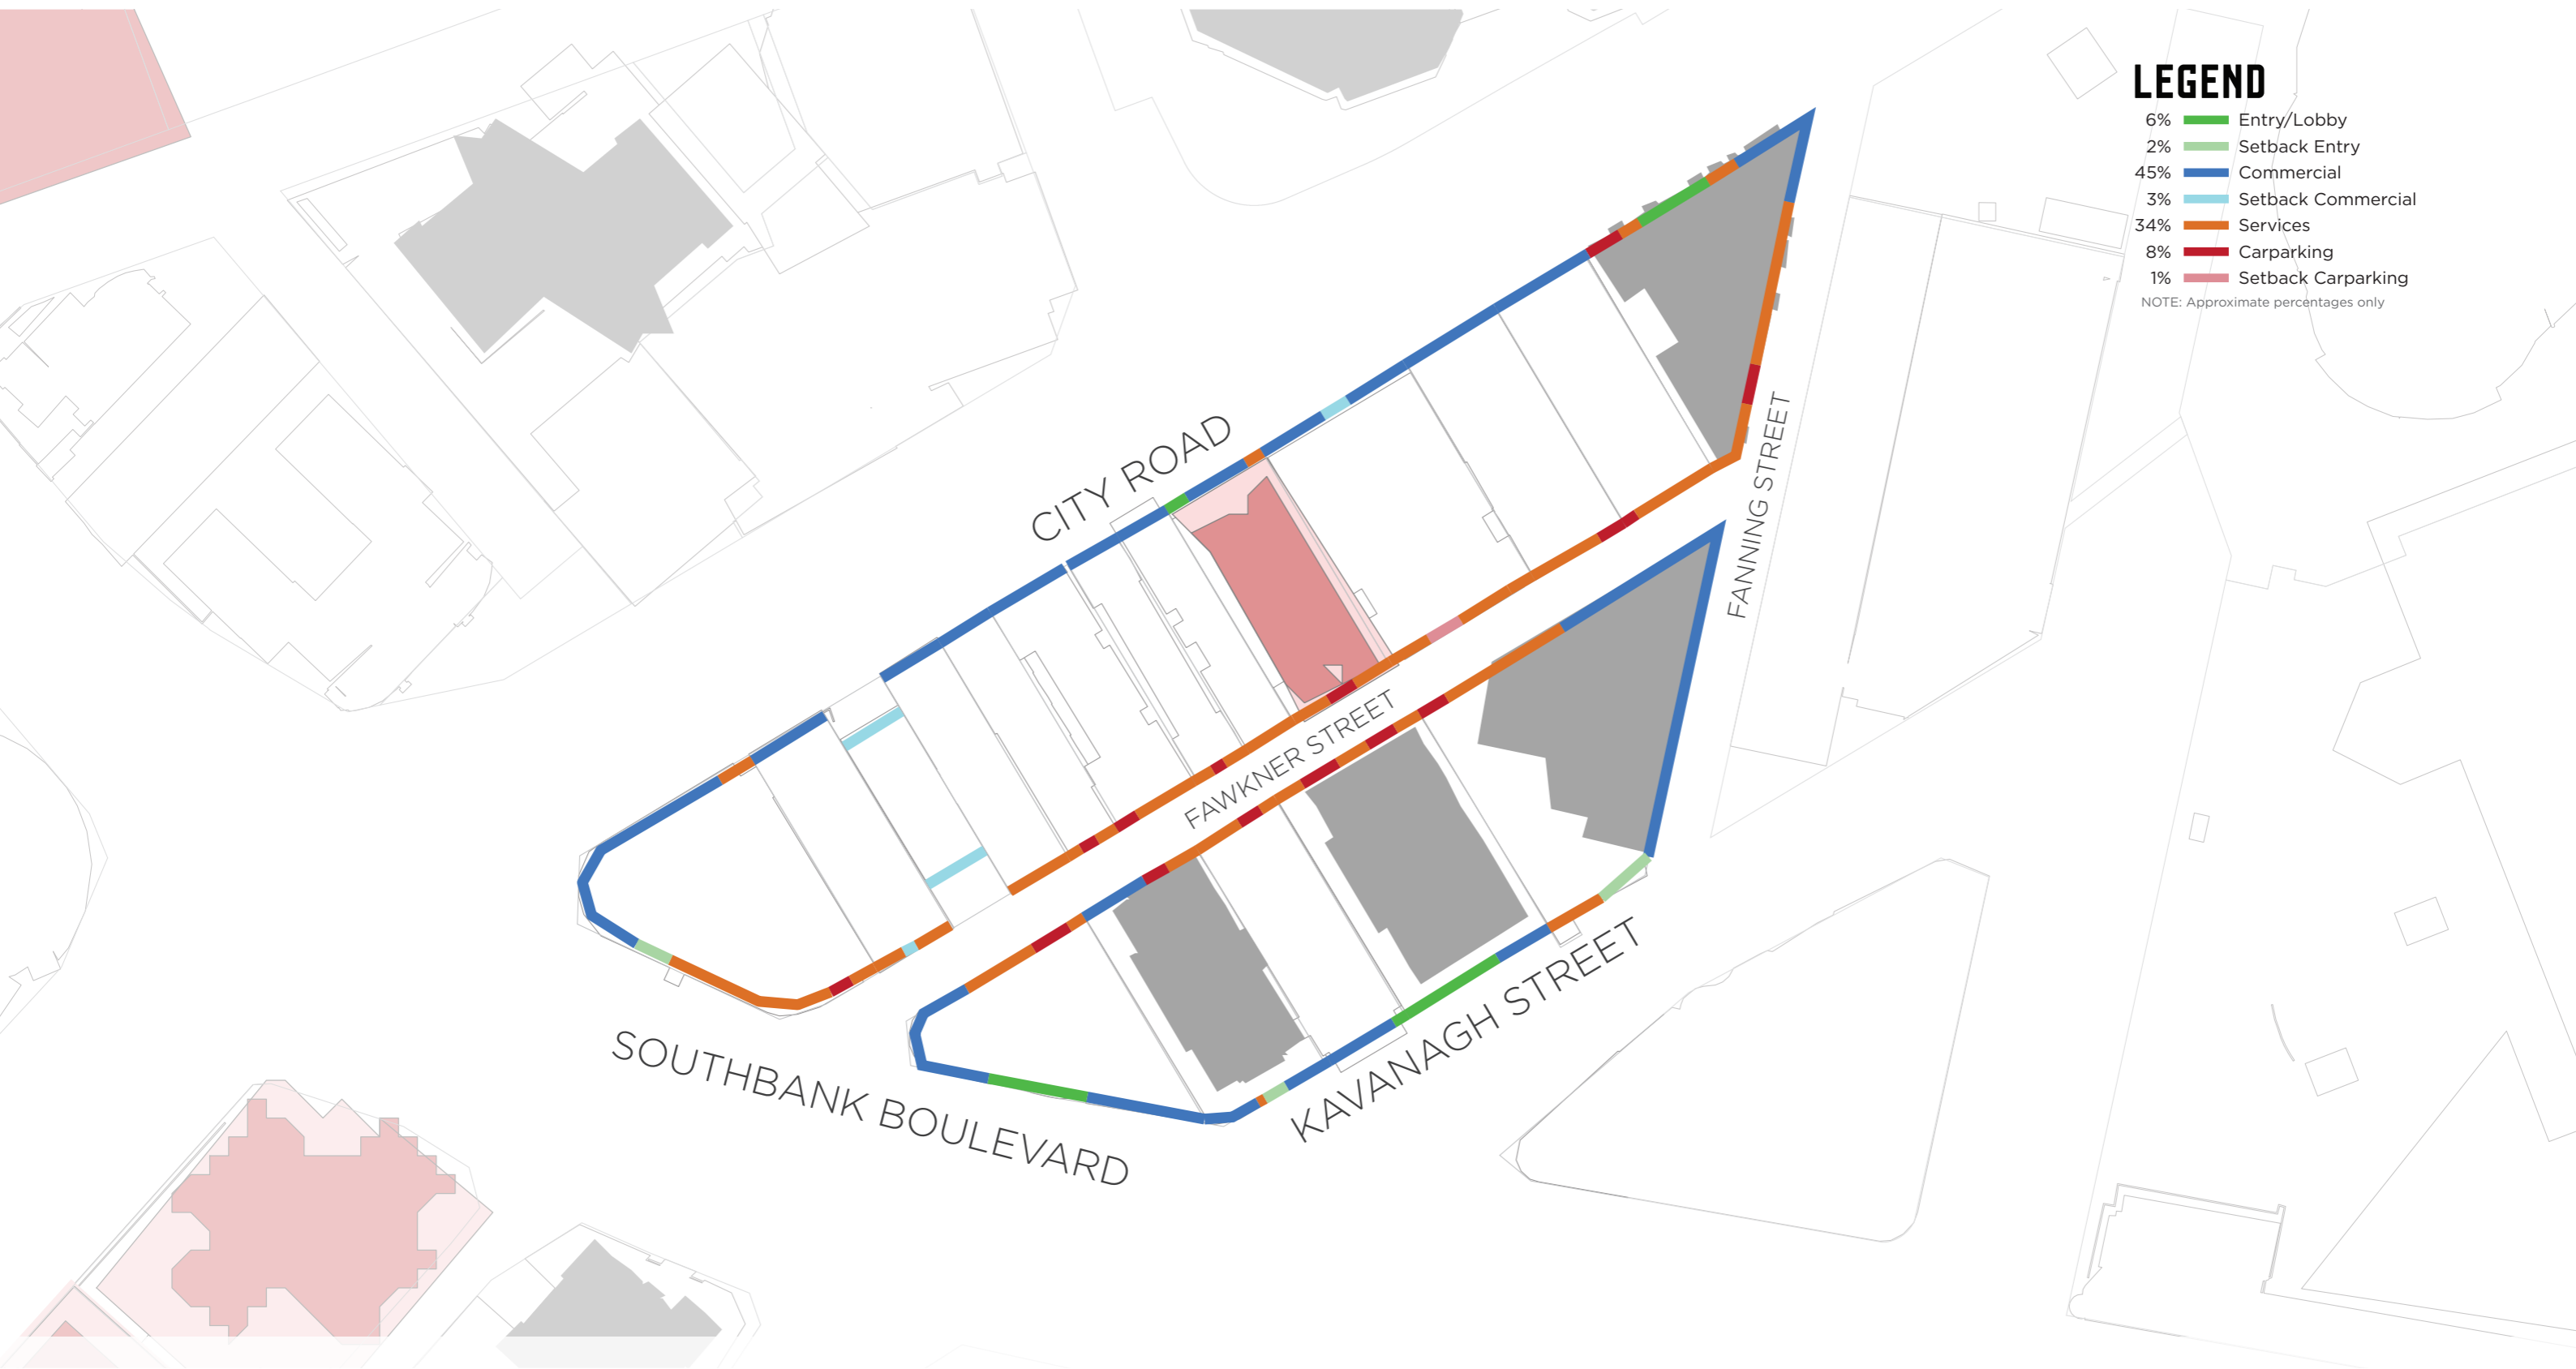 LEGEND
6% Entry/Lobby
2% Setback Entry
45% Commercial
3% Setback Commercial
34% Services
8% Carparking
1% Setback Carparking
NOTE: Approximate percentages only
CITY ROAD
FANNING STREET
FAWKNER STREET
KAVANAGH STREET
SOUTHBANK BOULEVARD